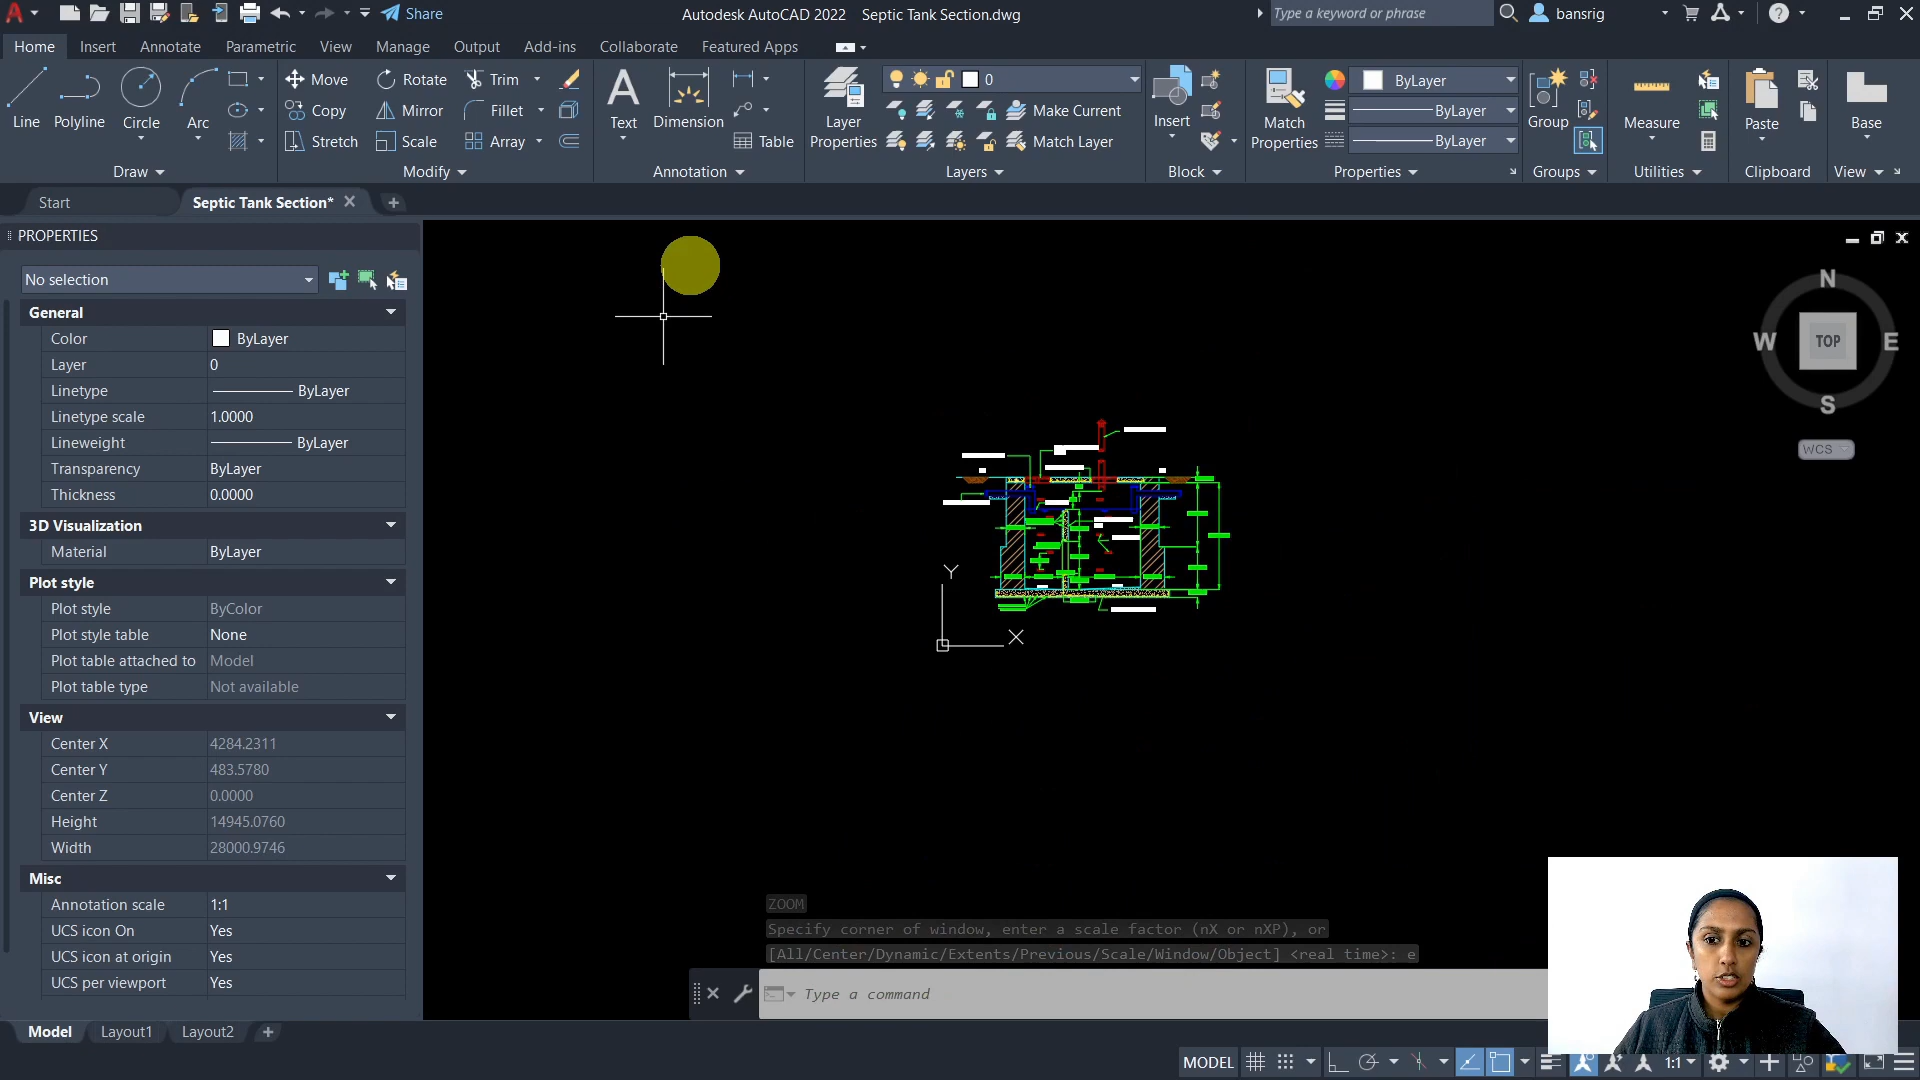 Share
Autodesk AutoCAD 2022 Septic Tank Section.dwg
Type a keyword or phrase
bansrig
Home Insert Annotate Parametric View Manage Output Add-ins Collaborate Featured Apps
Line Polyline Circle Arc
Move Rotate Trim
Copy Mirror Fillet
Stretch Scale Array
Text Dimension Table
Layer Properties
0
Make Current
Match Layer
Insert
Match Properties
ByLayer
ByLayer
ByLayer
Group
Measure
Paste
Base
Draw Modify Annotation Layers Block Properties Groups Utilities Clipboard View
Start Septic Tank Section*
PROPERTIES
No selection
General
Color ByLayer
Layer 0
Linetype ByLayer
Linetype scale 1.0000
Lineweight ByLayer
Transparency ByLayer
Thickness 0.0000
3D Visualization
Material ByLayer
Plot style
Plot style ByColor
Plot style table None
Plot table attached to Model
Plot table type Not available
View
Center X 4284.2311
Center Y 483.5780
Center Z 0.0000
Height 14945.0760
Width 28000.9746
Misc
Annotation scale 1:1
UCS icon On Yes
UCS icon at origin Yes
UCS per viewport Yes
N
W TOP E
S
WCS
Y
X
ZOOM
Specify corner of window, enter a scale factor (nX or nXP), or
[All/Center/Dynamic/Extents/Previous/Scale/Window/Object] <real time>: e
Type a command
Model Layout1 Layout2
MODEL 1:1